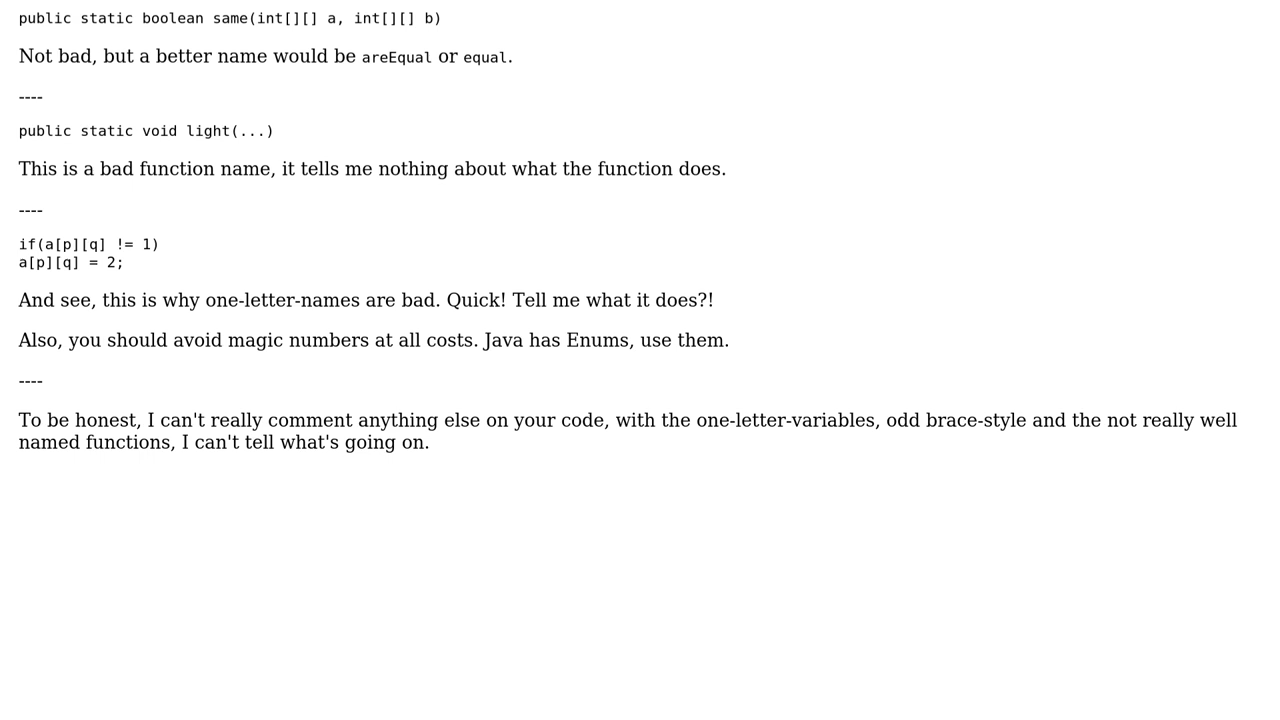 public static boolean same(int[][] a, int[][] b)
Not bad, but a better name would be areEqual or equal.
----
public static void light(...)
This is a bad function name, it tells me nothing about what the function does.
----
if(a[p][q] != 1)
a[p][q] = 2;
And see, this is why one-letter-names are bad. Quick! Tell me what it does?!
Also, you should avoid magic numbers at all costs. Java has Enums, use them.
----
To be honest, I can't really comment anything else on your code, with the one-letter-variables, odd brace-style and the not really well
named functions, I can't tell what's going on.